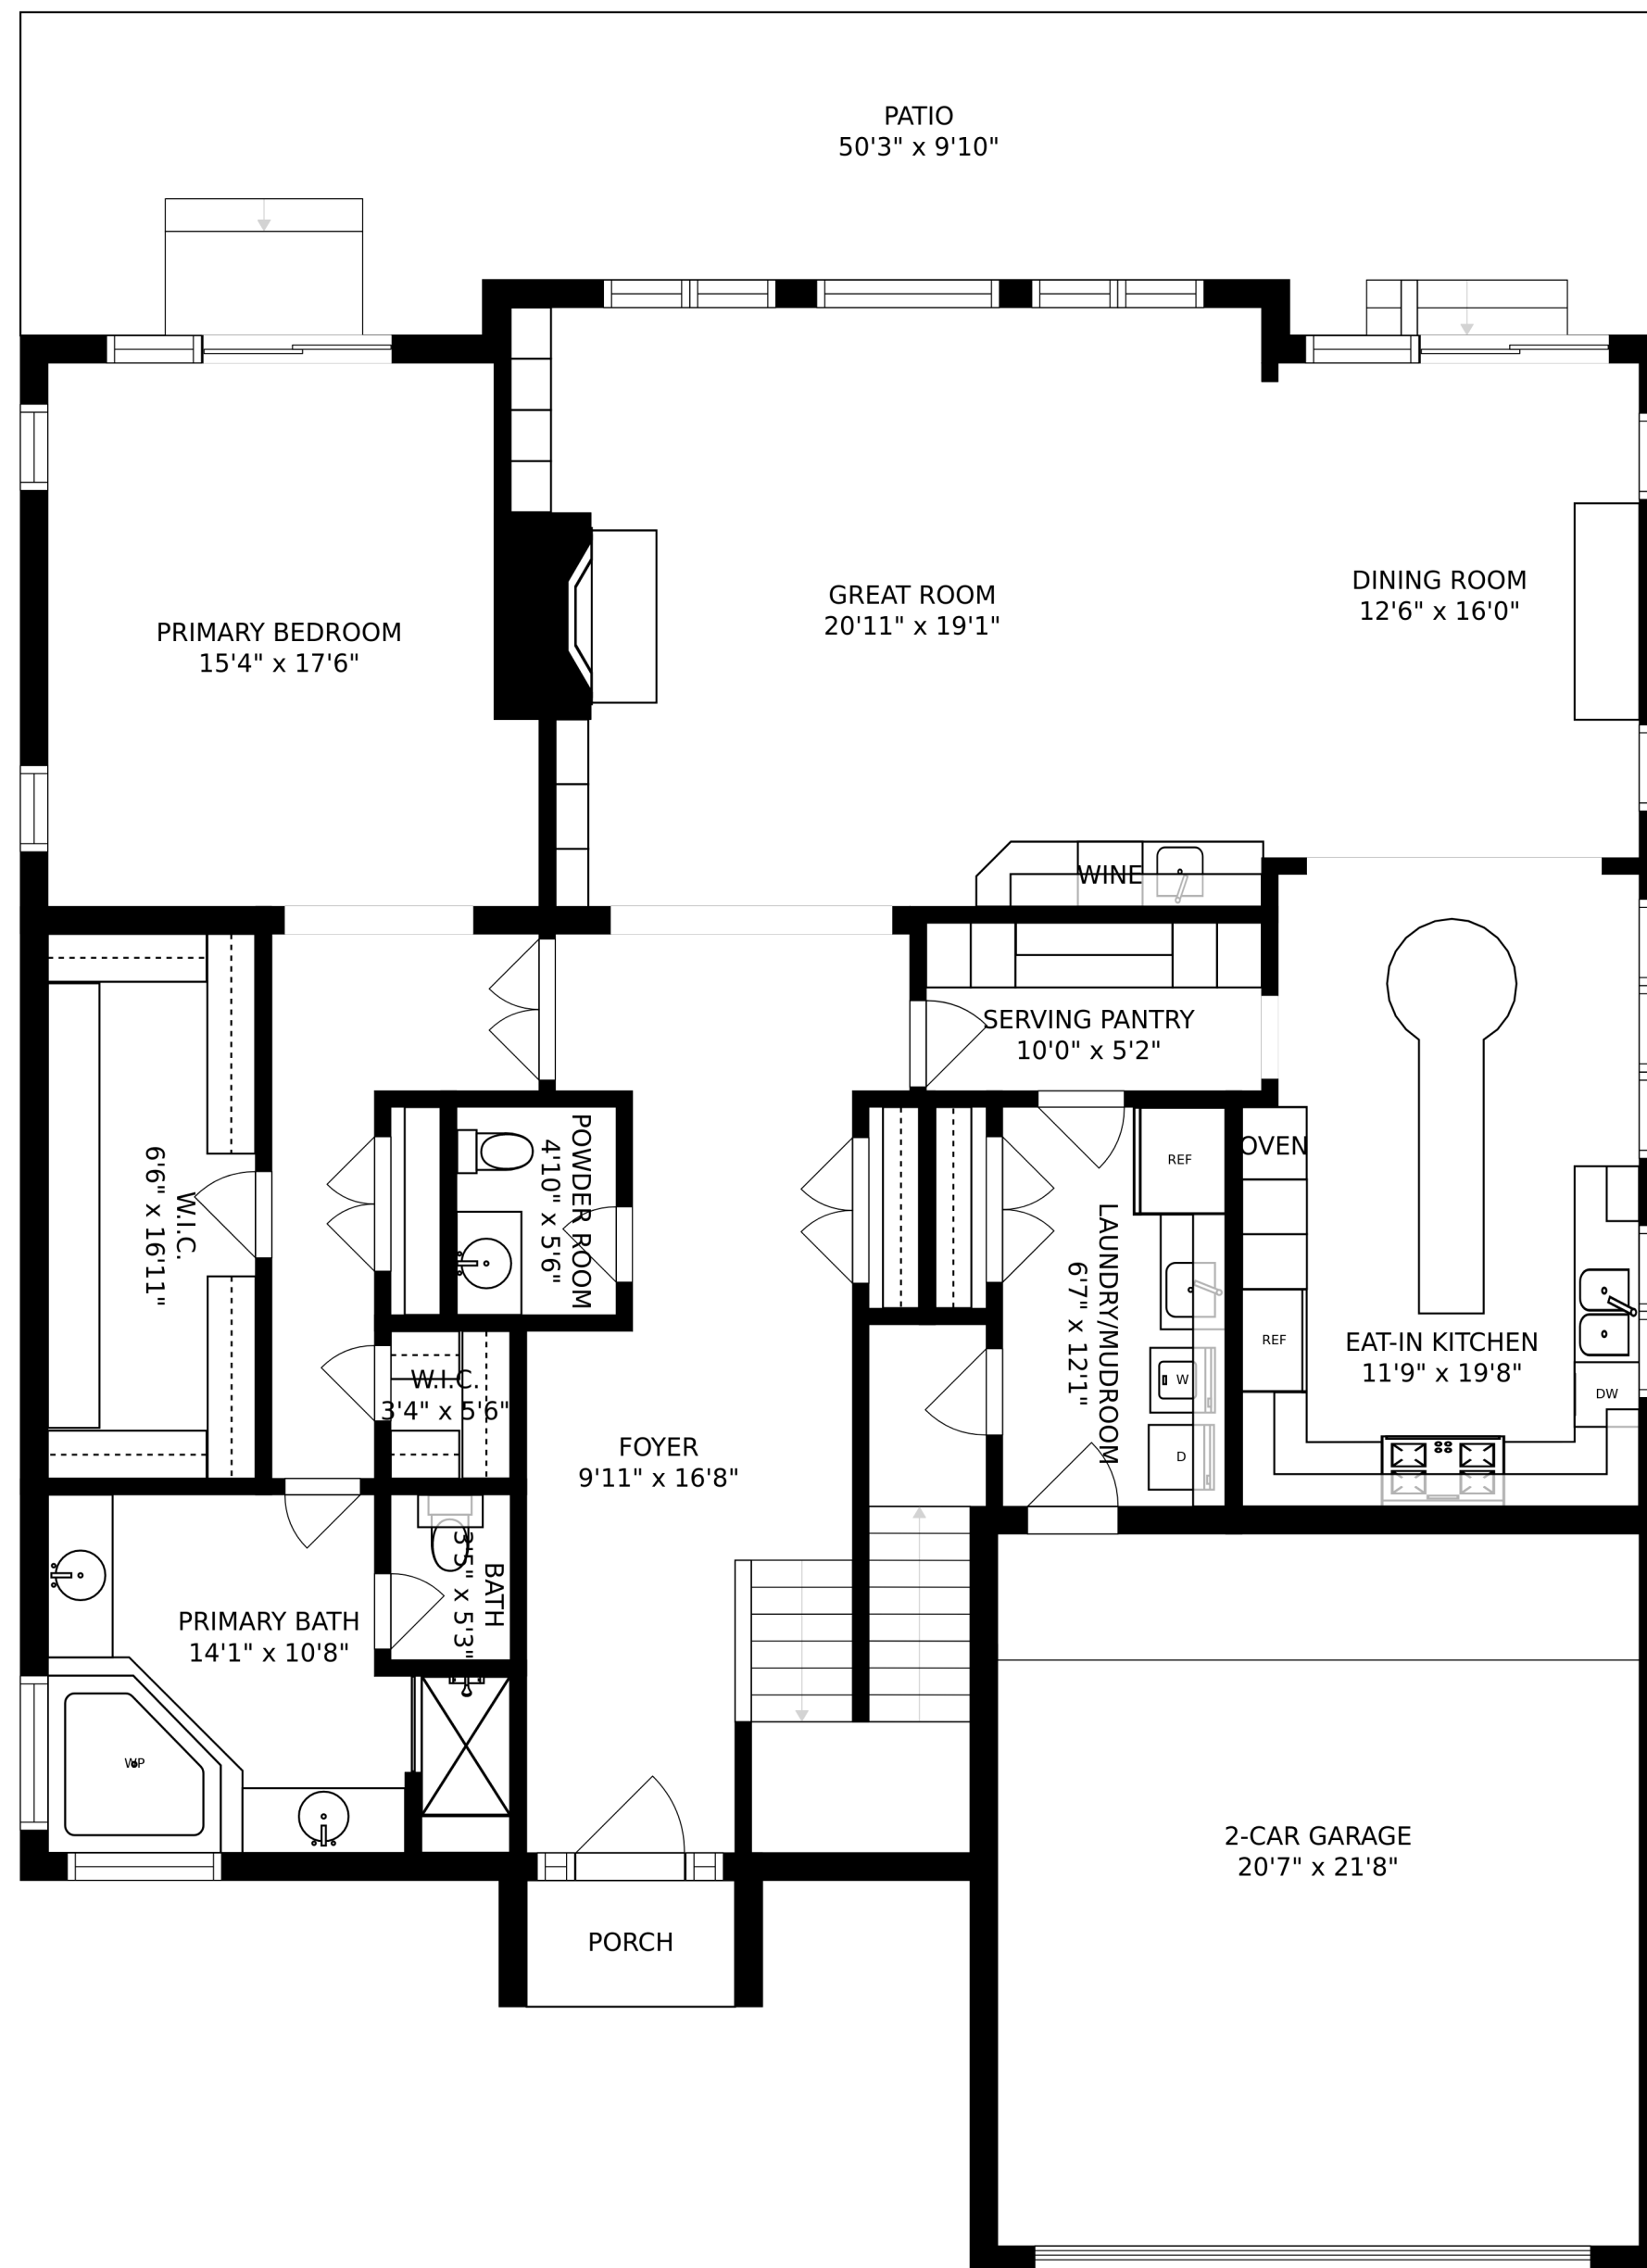 PATIO
50'3" x 9'10"
GREAT ROOM
20'11" x 19'1"
DINING ROOM
12'6" x 16'0"
PRIMARY BEDROOM
15'4" x 17'6"
WINE
SERVING PANTRY
10'0" x 5'2"
W.I.C.
6'6" x 16'11"
POWDER ROOM
4'10" x 5'6"
REF
OVEN
LAUNDRY/MUDROOM
6'7" x 12'1"
REF
EAT-IN KITCHEN
11'9" x 19'8"
W.I.C.
3'4" x 5'6"
W
DW
FOYER
9'11" x 16'8"
D
BATH
3'5" x 5'3"
PRIMARY BATH
14'1" x 10'8"
WP
2-CAR GARAGE
20'7" x 21'8"
PORCH